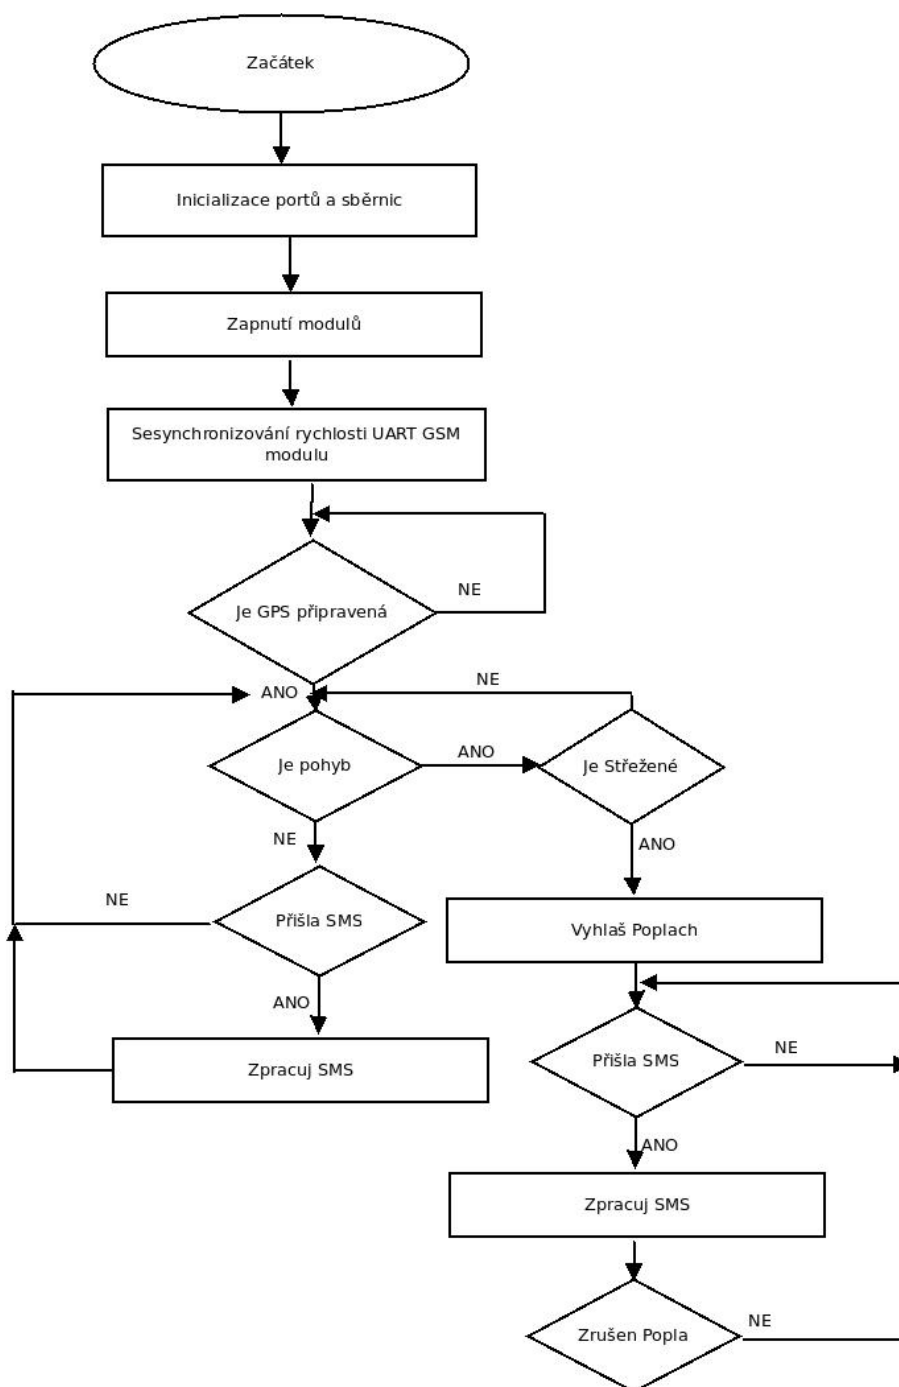 Začátek
Inicializace portů a sběrnic
Zapnutí modulů
Sesynchronizování rychlosti UART GSM
modulu
NE
Je GPS připravená
NE
ANO
ANO
Je pohyb
Je Střežené
NE
ANO
NE
Přišla SMS
Vyhlaš Poplach
ANO
NE
Přišla SMS
Zpracuj SMS
ANO
Zpracuj SMS
NE
Zrušen Popla